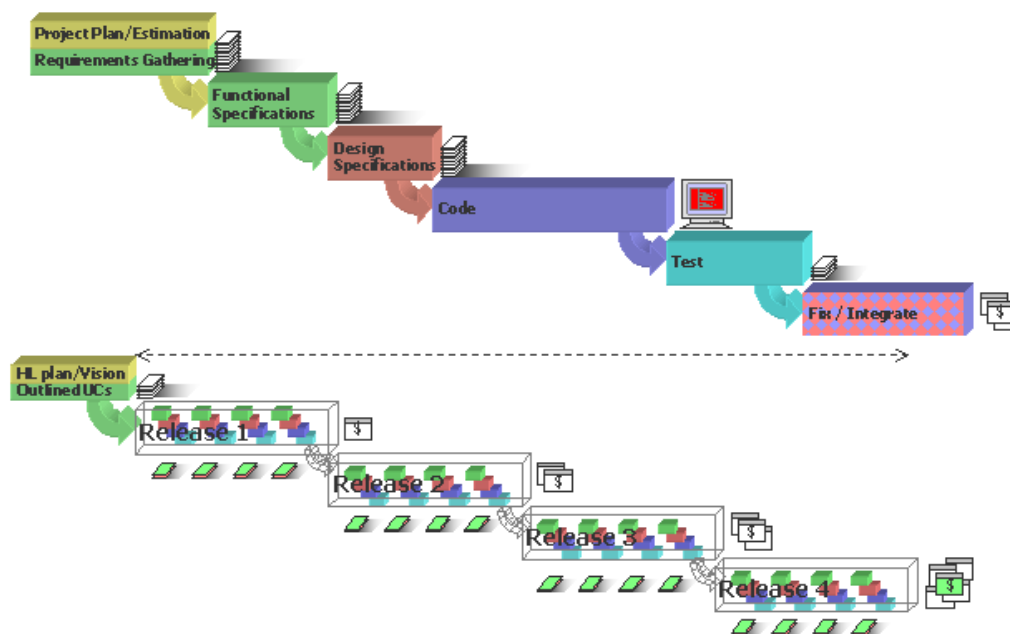 Project Plan/Estimation
Requirements Gathering
Functional
Specifications
Design
Specifications
Code
Test
Fix / Integrate
HL plan/Vision
Outlined UCs
Release 1
Release 2
Release 3
Release 4
$
$
$
$
$